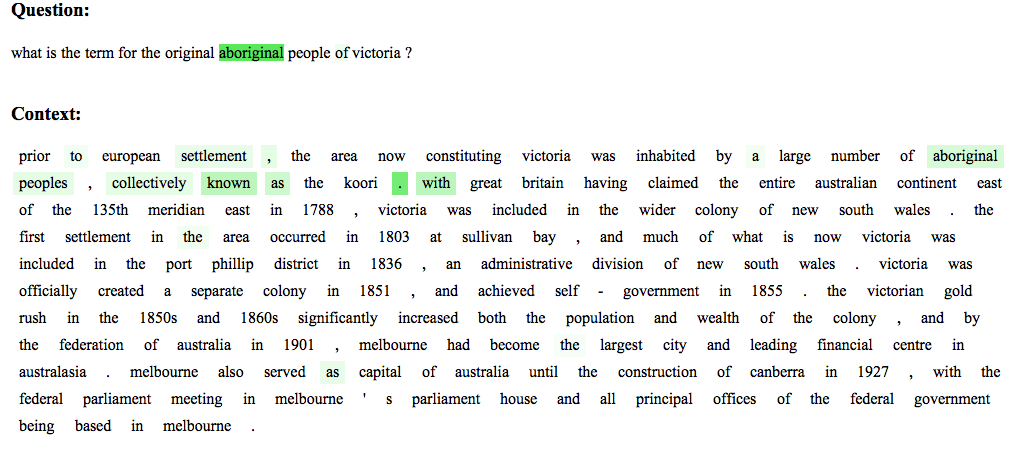 Question:
what is the term for the original aboriginal people of victoria ?
Context:
prior to european settlement , the area now constituting victoria was inhabited by a large number of aboriginal
peoples , collectively known as the koori . with great britain having claimed the entire australian continent east
of the 135th meridian east in 1788 , victoria was included in the wider colony of new south wales . the
first settlement in the area occurred in 1803 at sullivan bay , and much of what is now victoria was
included in the port phillip district in 1836 , an administrative division of new south wales . victoria was
officially created a separate colony in 1851 , and achieved self - government in 1855 . the victorian gold
rush in the 1850s and 1860s significantly increased both the population and wealth of the colony , and by
the federation of australia in 1901 , melbourne had become the largest city and leading financial centre in
australasia . melbourne also served as capital of australia until the construction of canberra in 1927 , with the
federal parliament meeting in melbourne ' s parliament house and all principal offices of the federal government
being based in melbourne .